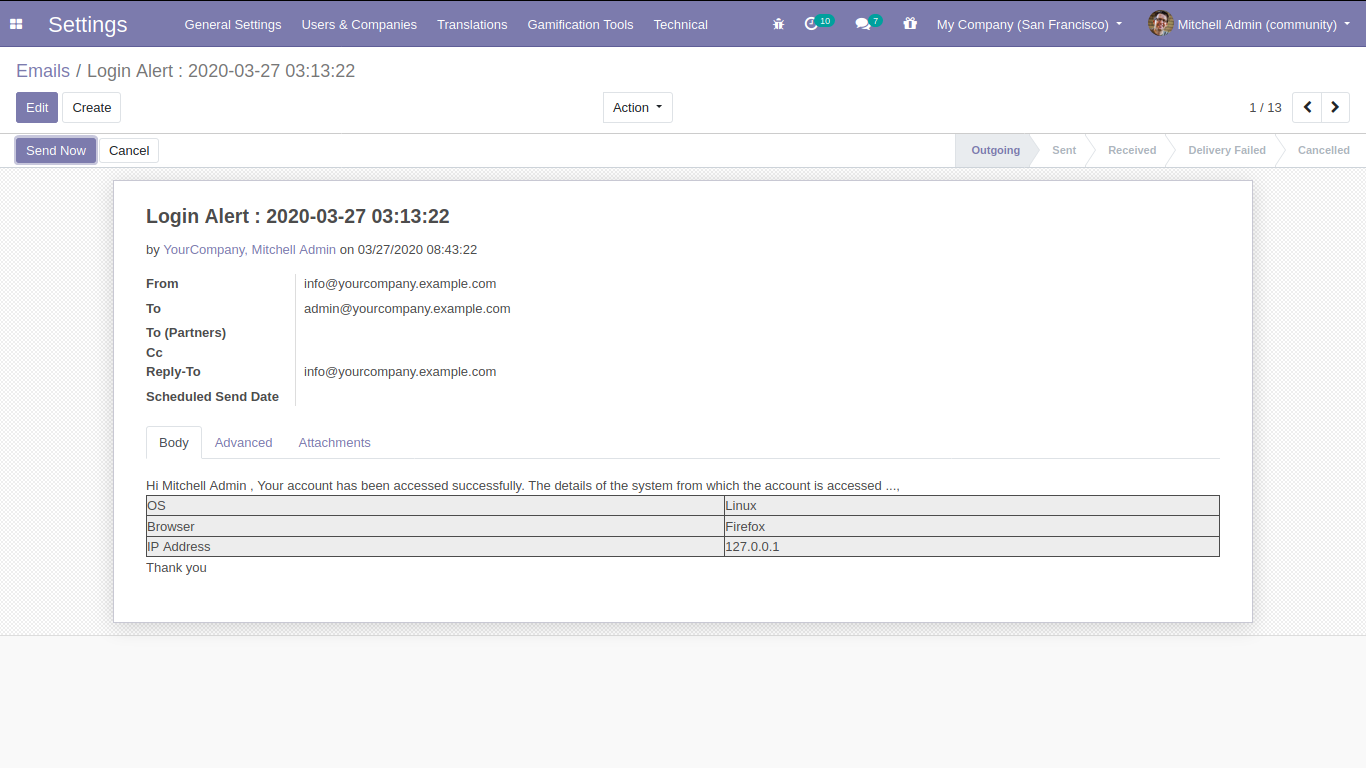 Settings General Settings Users & Companies Translations Gamification Tools Technical 10 7 My Company (San Francisco) Mitchell Admin (community)
Emails / Login Alert : 2020-03-27 03:13:22
Edit Create Action 1 / 13
Send Now Cancel Outgoing Sent Received Delivery Failed Cancelled
Login Alert : 2020-03-27 03:13:22
by YourCompany, Mitchell Admin on 03/27/2020 08:43:22
From info@yourcompany.example.com
To admin@yourcompany.example.com
To (Partners)
Cc
Reply-To info@yourcompany.example.com
Scheduled Send Date
Body Advanced Attachments
Hi Mitchell Admin , Your account has been accessed successfully. The details of the system from which the account is accessed ...,
OS Linux
Browser Firefox
IP Address 127.0.0.1
Thank you